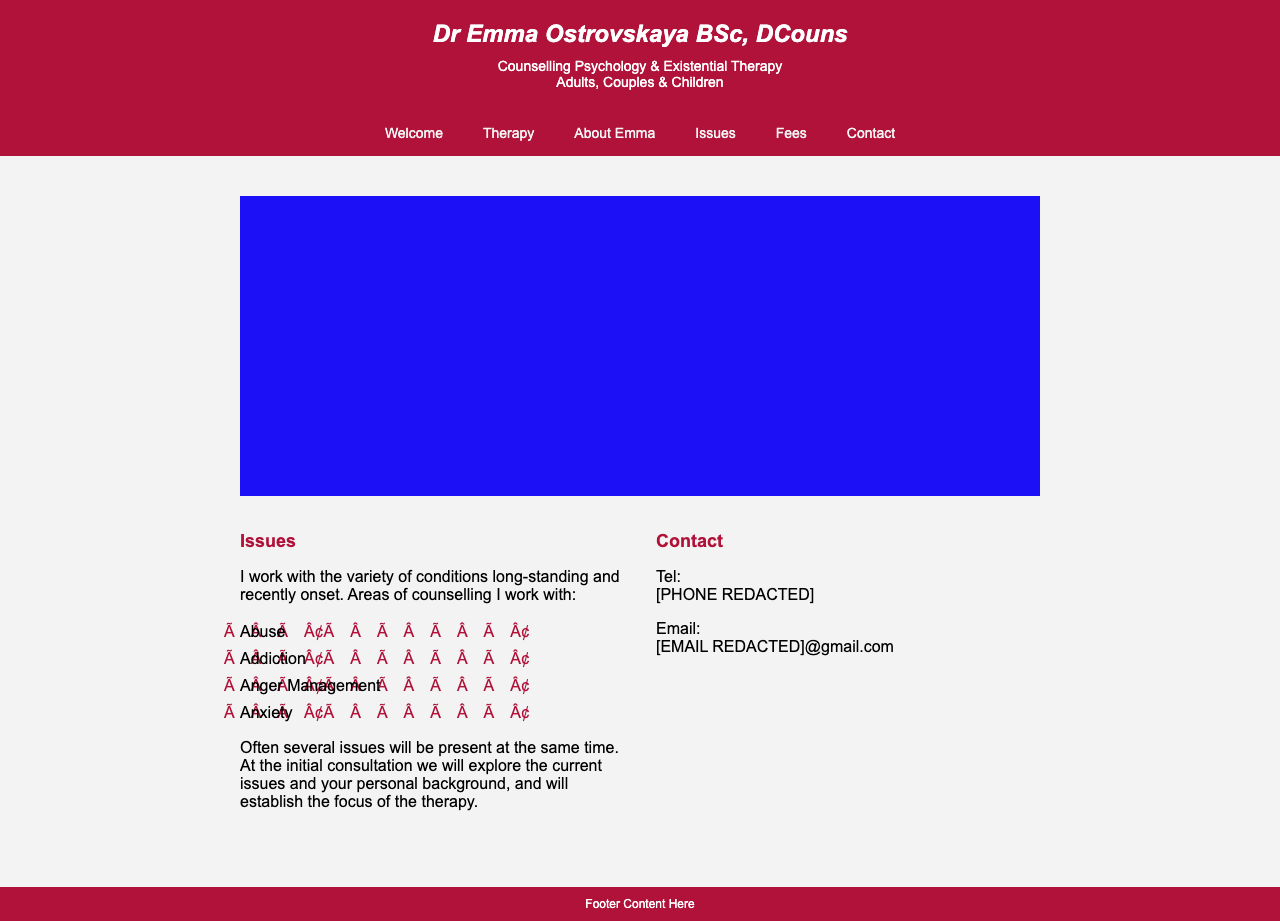 Dr Emma Ostrovskaya BSc, DCouns
Counselling Psychology & Existential Therapy
Adults, Couples & Children
Welcome Therapy About Emma Issues Fees Contact
Issues
I work with the variety of conditions long-standing and
recently onset. Areas of counselling I work with:
Abuse
Addiction
Anger Management
Anxiety
Often several issues will be present at the same time.
At the initial consultation we will explore the current
issues and your personal background, and will
establish the focus of the therapy.
Contact
Tel:
[PHONE REDACTED]
Email:
[EMAIL REDACTED]@gmail.com
Footer Content Here